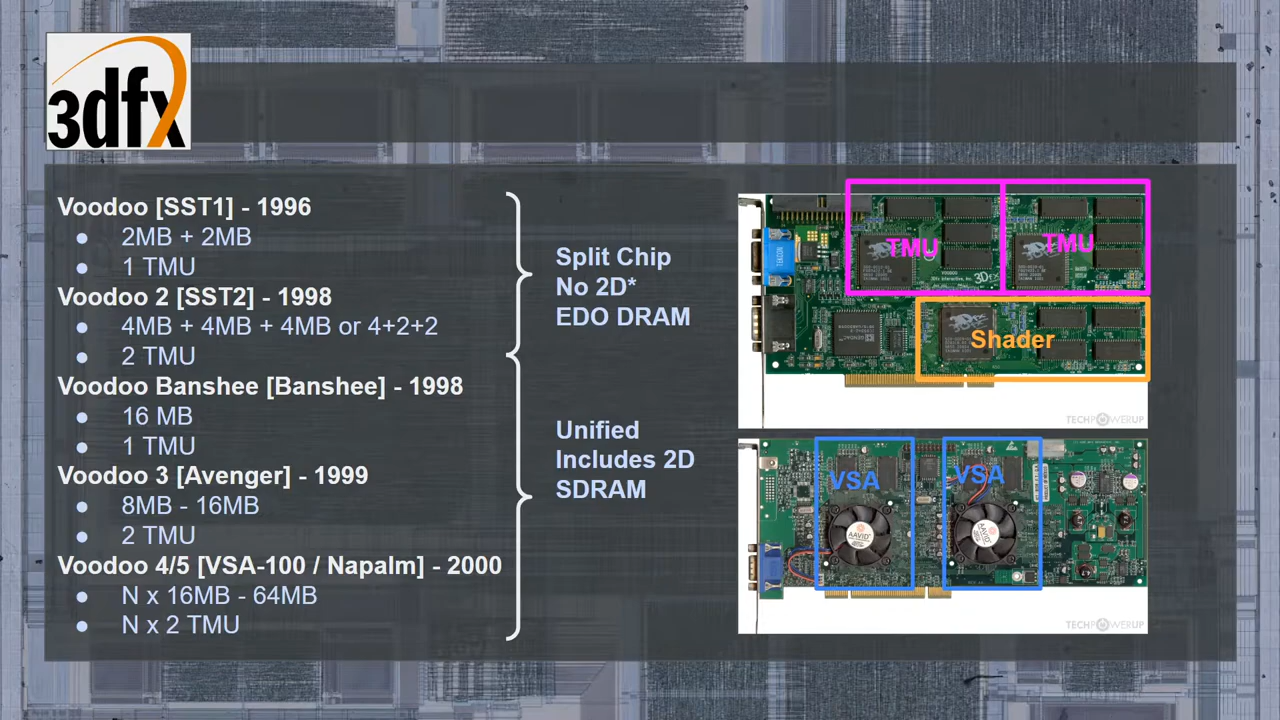 3dfx
Voodoo [SST1] - 1996
● 2MB + 2MB
● 1 TMU
Voodoo 2 [SST2] - 1998
● 4MB + 4MB + 4MB or 4+2+2
● 2 TMU
Voodoo Banshee [Banshee] - 1998
● 16 MB
● 1 TMU
Voodoo 3 [Avenger] - 1999
● 8MB - 16MB
● 2 TMU
Voodoo 4/5 [VSA-100 / Napalm] - 2000
● N x 16MB - 64MB
● N x 2 TMU
Split Chip
No 2D*
EDO DRAM
Unified
Includes 2D
SDRAM
TMU
TMU
Shader
TECHPOWERUP
VSA
VSA
AAVID
AAVID
TECHPOWERUP